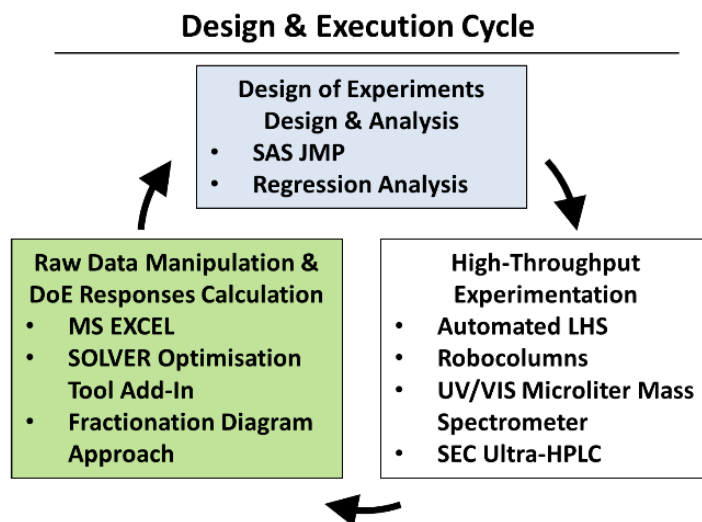 Design & Execution Cycle
Design of Experiments
Design & Analysis
• SAS JMP
• Regression Analysis
Raw Data Manipulation &
DoE Responses Calculation
• MS EXCEL
• SOLVER Optimisation
Tool Add-In
• Fractionation Diagram
Approach
High-Throughput
Experimentation
• Automated LHS
• Robocolumns
• UV/VIS Microliter Mass
Spectrometer
• SEC Ultra-HPLC